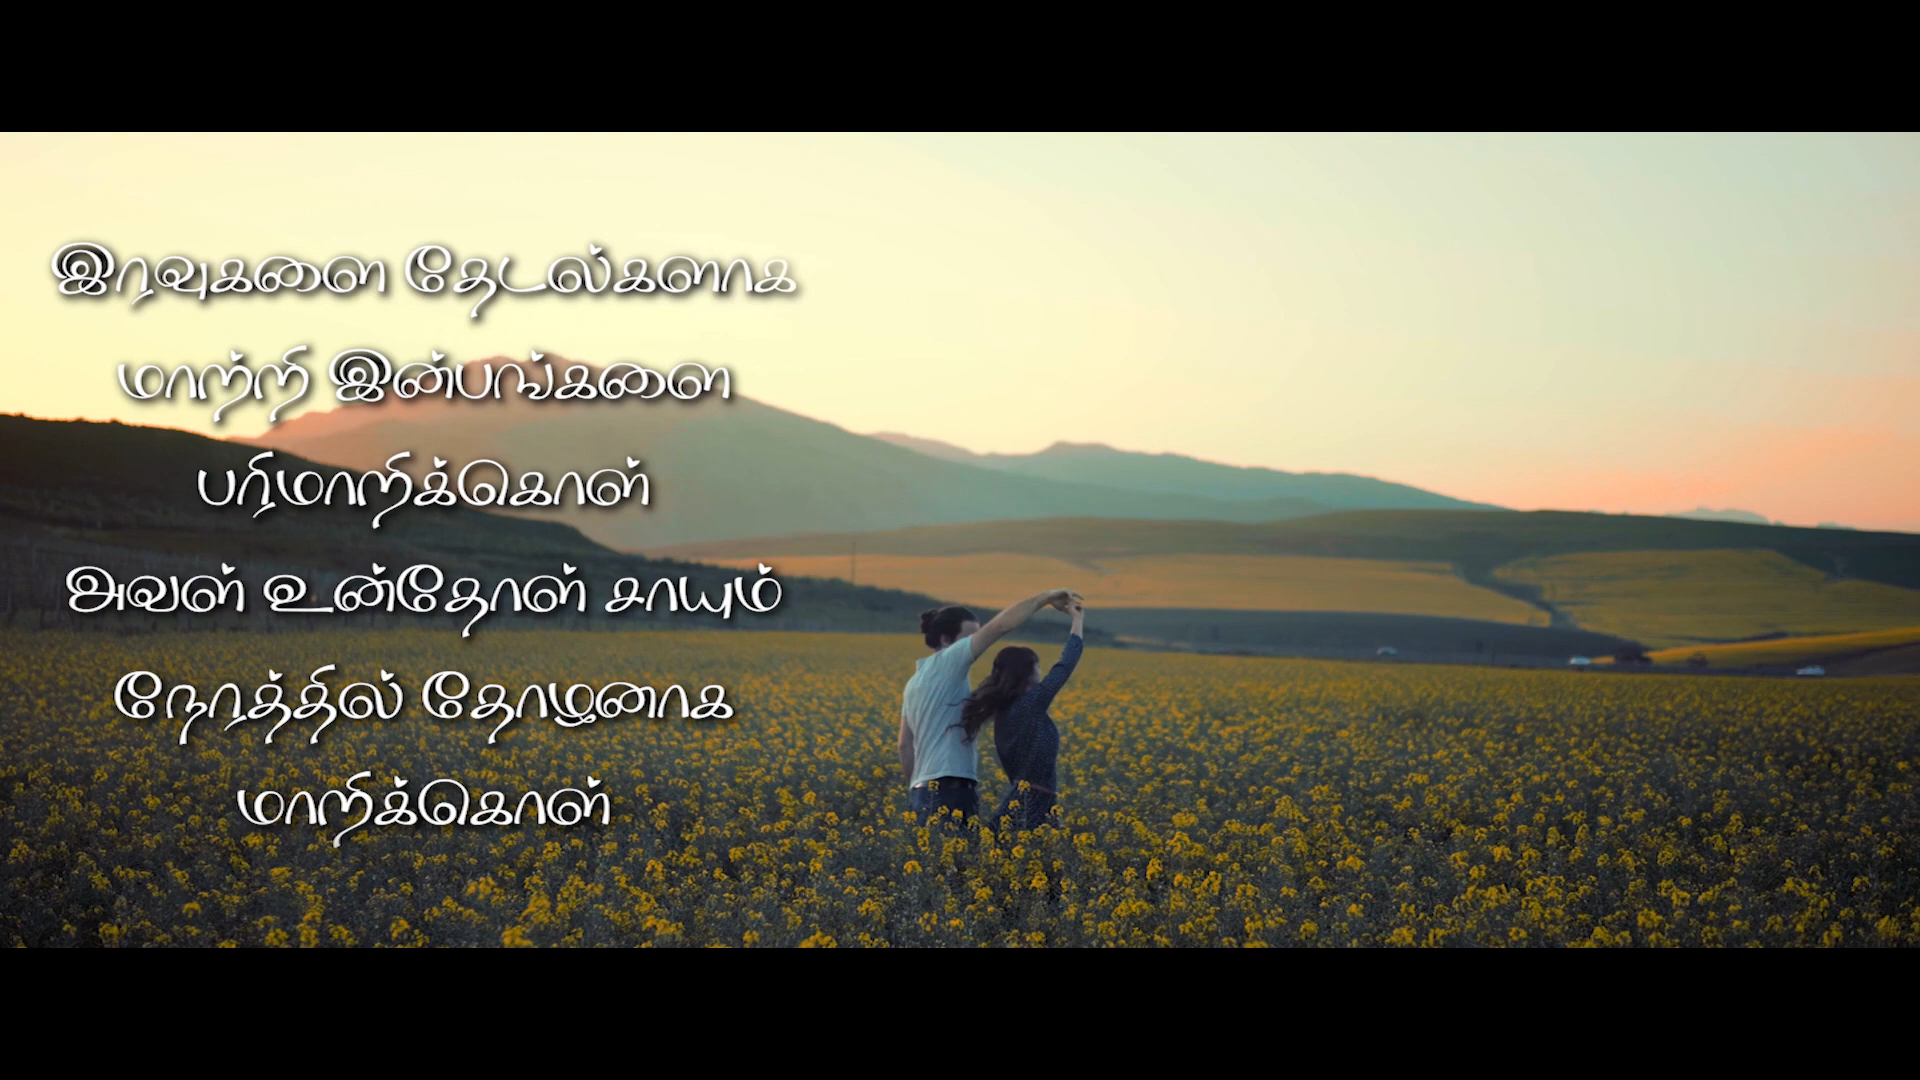 இரவுகளை தேடல்களாக
மாற்றி இன்பங்களை
பரிமாறிக்கொள்
அவள் உன்தோள் சாயும்
நேரத்தில் தோழனாக
மாறிக்கொள்